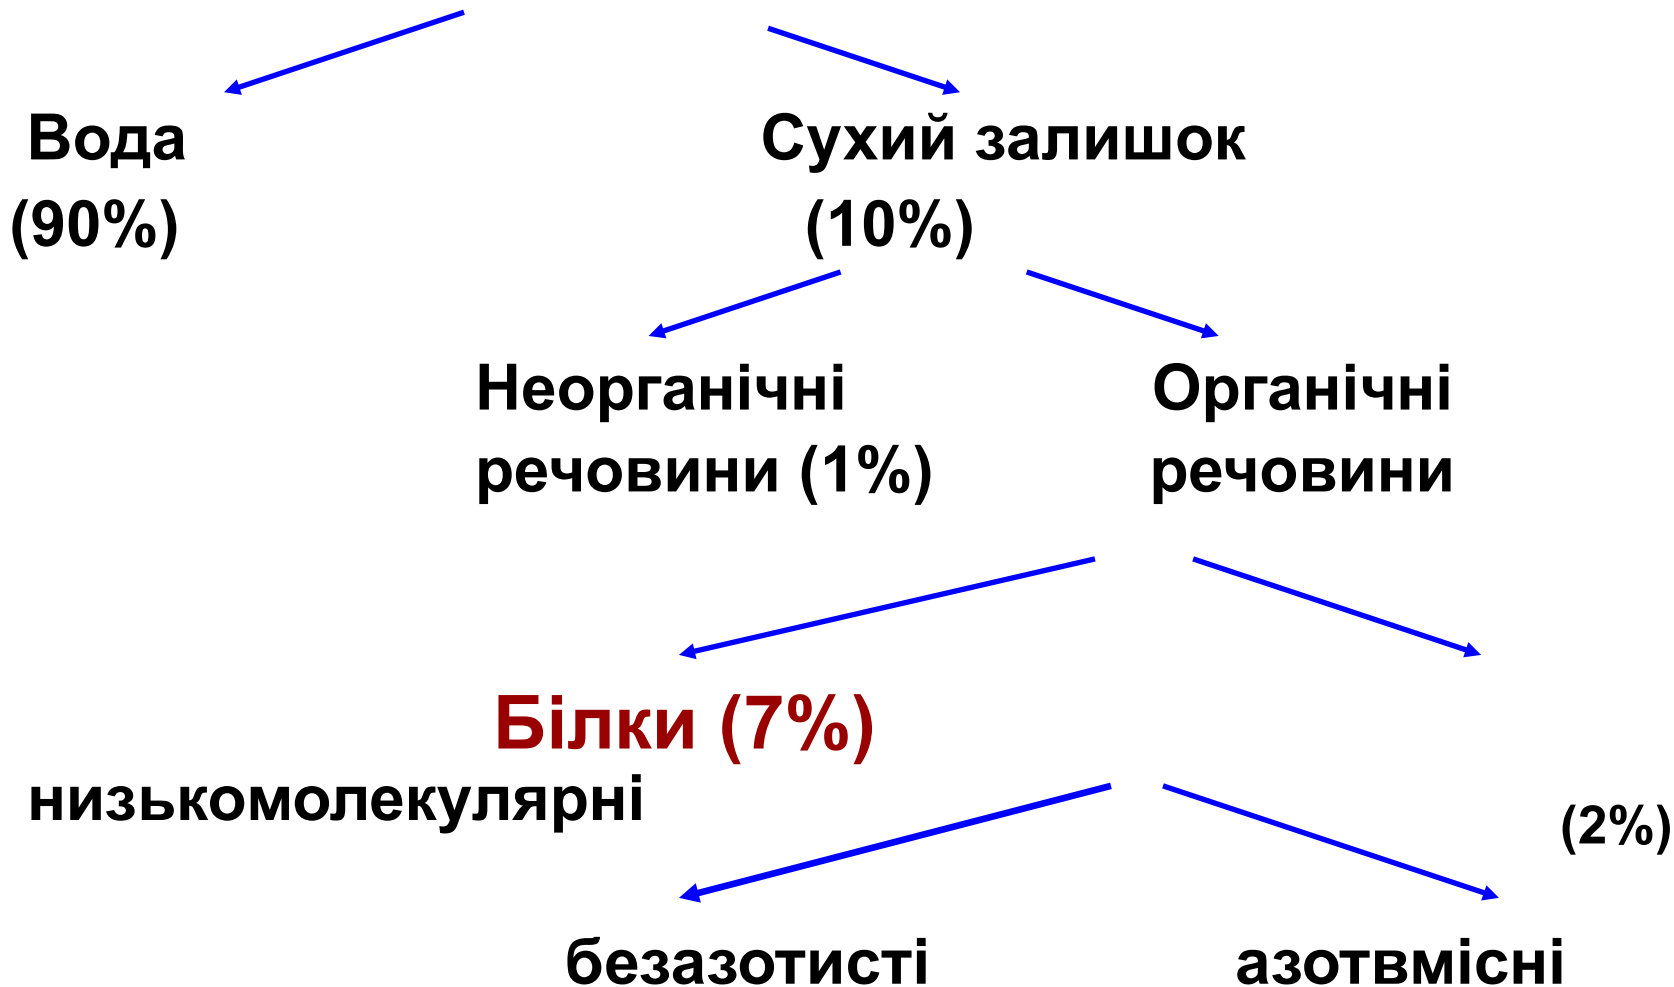 Вода
Сухий залишок
(90%)
(10%)
Неорганічні
речовини (1%)
Органічні
речовини
Білки (7%)
низькомолекулярні
(2%)
безазотисті
азотвмісні